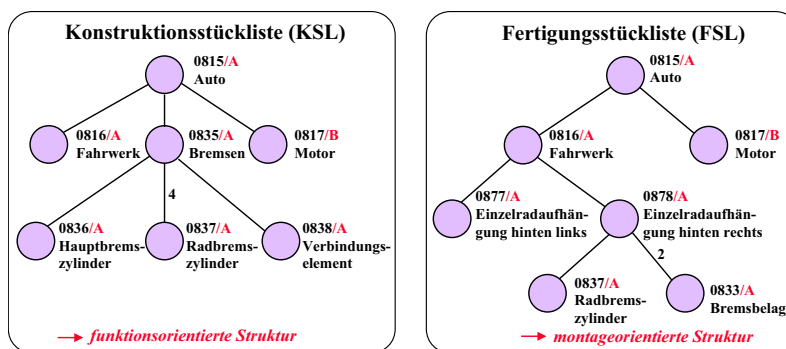 Konstruktionsstückliste (KSL)
0815/A
Auto
0816/A
Fahrwerk
0835/A
Bremsen
0817/B
Motor
4
0836/A
Hauptbrems-
zylinder
0837/A
Radbrems-
zylinder
0838/A
Verbindungs-
element
→ funktionsorientierte Struktur
Fertigungsstückliste (FSL)
0815/A
Auto
0816/A
Fahrwerk
0817/B
Motor
0877/A
Einzelradaufhän-
gung hinten links
0878/A
Einzelradaufhän-
gung hinten rechts
2
0837/A
Radbrems-
zylinder
0833/A
Bremsbelag
→ montageorientierte Struktur